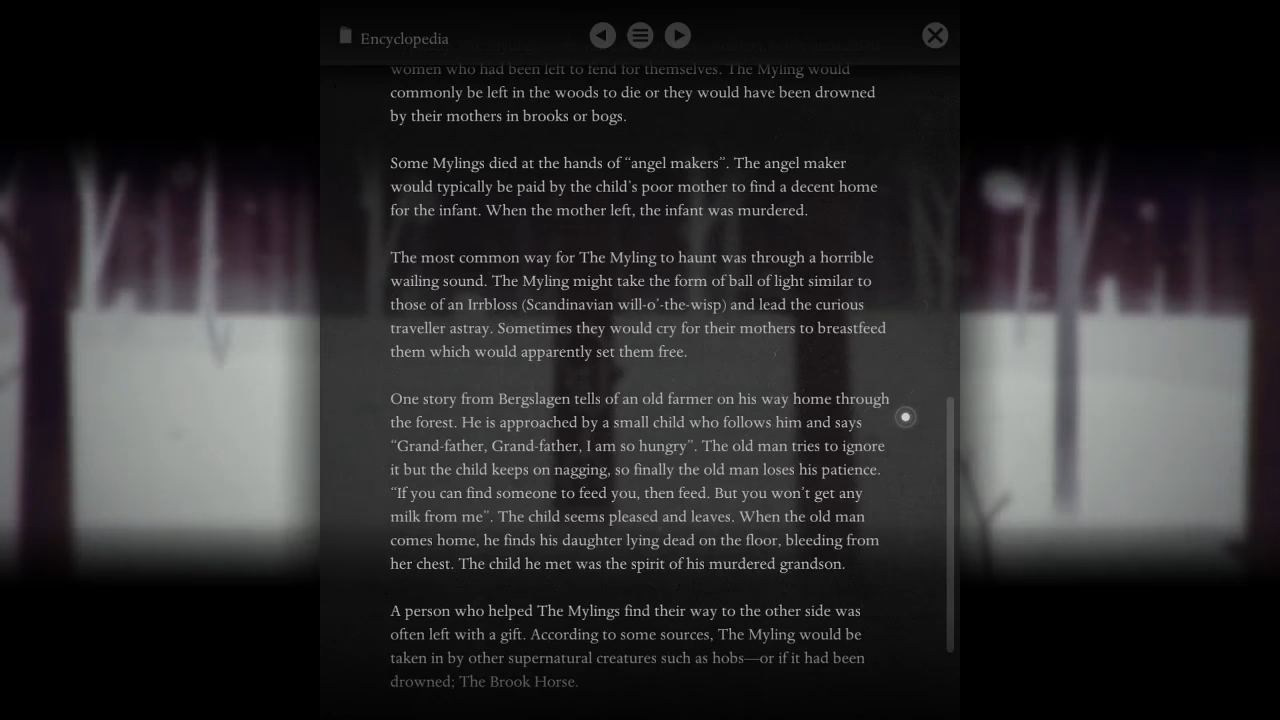 Encyclopedia
women who had been left to fend for themselves. The Myling would
commonly be left in the woods to die or they would have been drowned
by their mothers in brooks or bogs.
Some Mylings died at the hands of “angel makers”. The angel maker
would typically be paid by the child’s poor mother to find a decent home
for the infant. When the mother left, the infant was murdered.
The most common way for The Myling to haunt was through a horrible
wailing sound. The Myling might take the form of ball of light similar to
those of an Irrbloss (Scandinavian will-o’-the-wisp) and lead the curious
traveller astray. Sometimes they would cry for their mothers to breastfeed
them which would apparently set them free.
One story from Bergslagen tells of an old farmer on his way home through
the forest. He is approached by a small child who follows him and says
“Grand-father, Grand-father, I am so hungry”. The old man tries to ignore
it but the child keeps on nagging, so finally the old man loses his patience.
“If you can find someone to feed you, then feed. But you won’t get any
milk from me”. The child seems pleased and leaves. When the old man
comes home, he finds his daughter lying dead on the floor, bleeding from
her chest. The child he met was the spirit of his murdered grandson.
A person who helped The Mylings find their way to the other side was
often left with a gift. According to some sources, The Myling would be
taken in by other supernatural creatures such as hobs—or if it had been
drowned; The Brook Horse.